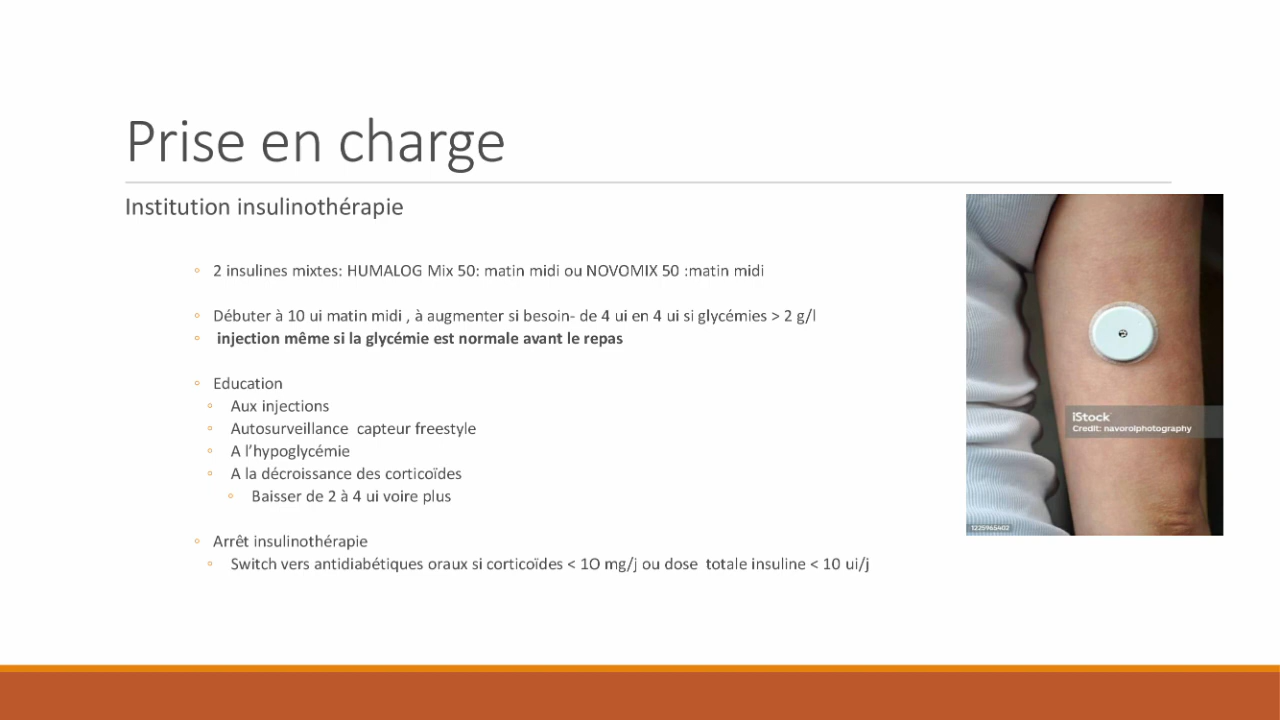 Prise en charge
Institution insulinothérapie
2 insulines mixtes: HUMALOG Mix 50: matin midi ou NOVOMIX 50 :matin midi
Débuter à 10 ui matin midi , à augmenter si besoin- de 4 ui en 4 ui si glycémies > 2 g/l
injection même si la glycémie est normale avant le repas
Education
Aux injections
Autosurveillance capteur freestyle
A l’hypoglycémie
A la décroissance des corticoïdes
Baisser de 2 à 4 ui voire plus
Arrêt insulinothérapie
Switch vers antidiabétiques oraux si corticoïdes < 1O mg/j ou dose totale insuline < 10 ui/j
iStock
Credit: navorolphotography
1225965402